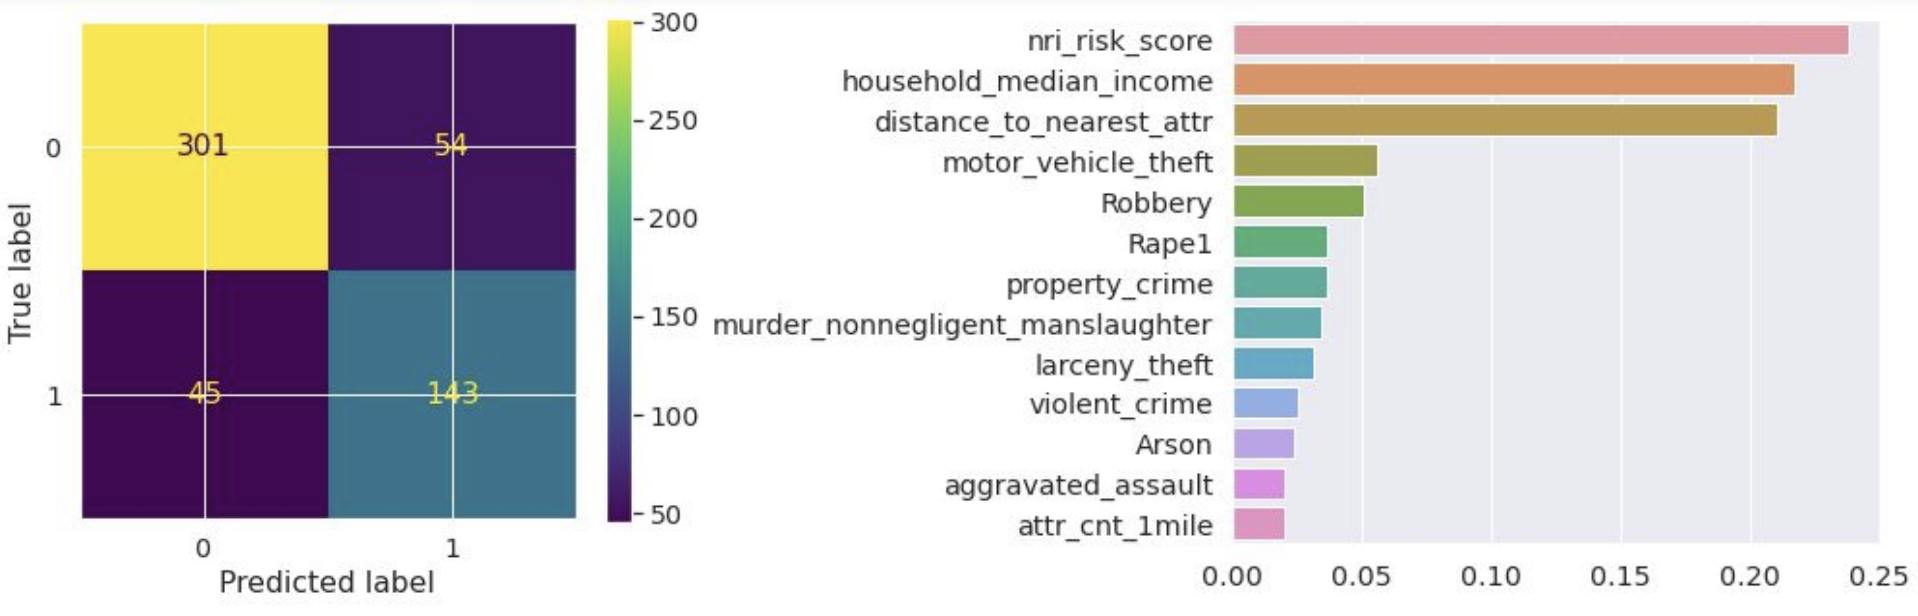 301
54
45
143
0
1
True label
0
1
Predicted label
300
250
200
150
100
50
nri_risk_score
household_median_income
distance_to_nearest_attr
motor_vehicle_theft
Robbery
Rape1
property_crime
murder_nonnegligent_manslaughter
larceny_theft
violent_crime
Arson
aggravated_assault
attr_cnt_1mile
0.00
0.05
0.10
0.15
0.20
0.25